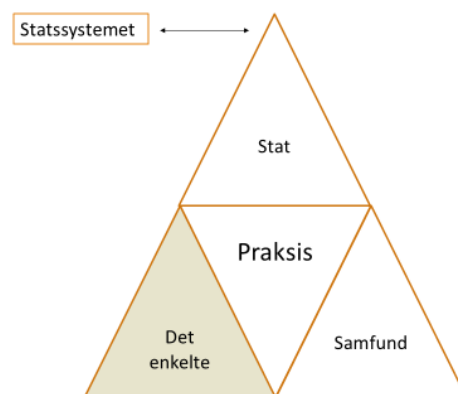 Statssystemet
Stat
Praksis
Det
enkelte
Samfund